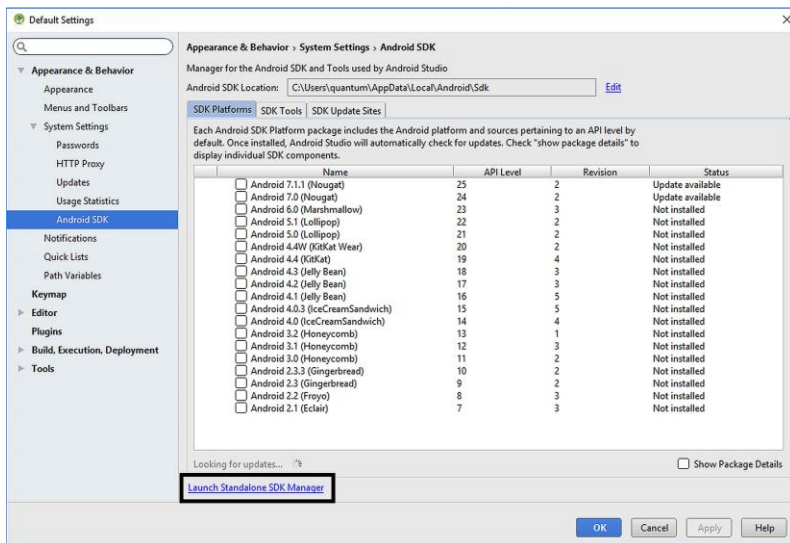 Default Settings
Appearance & Behavior › System Settings › Android SDK
Appearance & Behavior
Appearance
Menus and Toolbars
System Settings
Passwords
HTTP Proxy
Updates
Usage Statistics
Android SDK
Notifications
Quick Lists
Path Variables
Keymap
Editor
Plugins
Build, Execution, Deployment
Tools
Manager for the Android SDK and Tools used by Android Studio
Android SDK Location: C:\Users\quantum\AppData\Local\Android\Sdk Edit
SDK Platforms SDK Tools SDK Update Sites
Each Android SDK Platform package includes the Android platform and sources pertaining to an API level by
default. Once installed, Android Studio will automatically check for updates. Check "show package details" to
display individual SDK components.
Name API Level Revision Status
Android 7.1.1 (Nougat) 25 2 Update available
Android 7.0 (Nougat) 24 2 Update available
Android 6.0 (Marshmallow) 23 3 Not installed
Android 5.1 (Lollipop) 22 2 Not installed
Android 5.0 (Lollipop) 21 2 Not installed
Android 4.4W (KitKat Wear) 20 2 Not installed
Android 4.4 (KitKat) 19 4 Not installed
Android 4.3 (Jelly Bean) 18 3 Not installed
Android 4.2 (Jelly Bean) 17 3 Not installed
Android 4.1 (Jelly Bean) 16 5 Not installed
Android 4.0.3 (IceCreamSandwich) 15 5 Not installed
Android 4.0 (IceCreamSandwich) 14 4 Not installed
Android 3.2 (Honeycomb) 13 1 Not installed
Android 3.1 (Honeycomb) 12 3 Not installed
Android 3.0 (Honeycomb) 11 2 Not installed
Android 2.3.3 (Gingerbread) 10 2 Not installed
Android 2.3 (Gingerbread) 9 2 Not installed
Android 2.2 (Froyo) 8 3 Not installed
Android 2.1 (Eclair) 7 3 Not installed
Looking for updates... Show Package Details
Launch Standalone SDK Manager
OK Cancel Apply Help